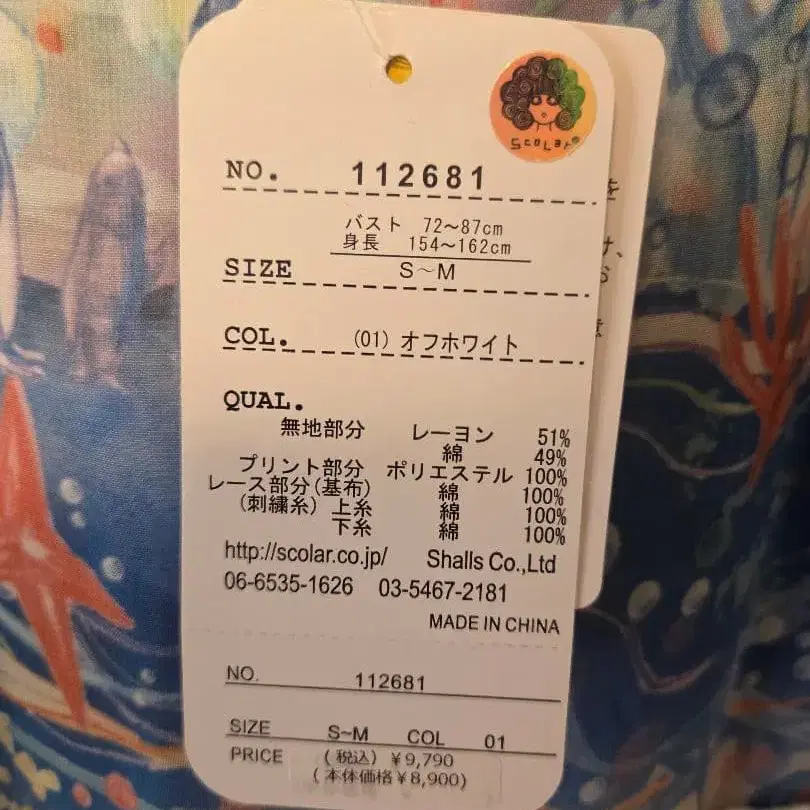 ScoLar®
NO. 112681
バスト 72～87cm
身長 154～162cm
SIZE S～M
COL. (01) オフホワイト
QUAL.
無地部分 レーヨン 51%
綿 49%
プリント部分 ポリエステル 100%
レース部分(基布) 綿 100%
(刺繍糸) 上糸 綿 100%
下糸 綿 100%
http://scolar.co.jp/ Shalls Co.,Ltd
06-6535-1626 03-5467-2181
MADE IN CHINA
NO. 112681
SIZE S~M COL 01
PRICE (税込) ¥9,790
(本体価格¥8,900)